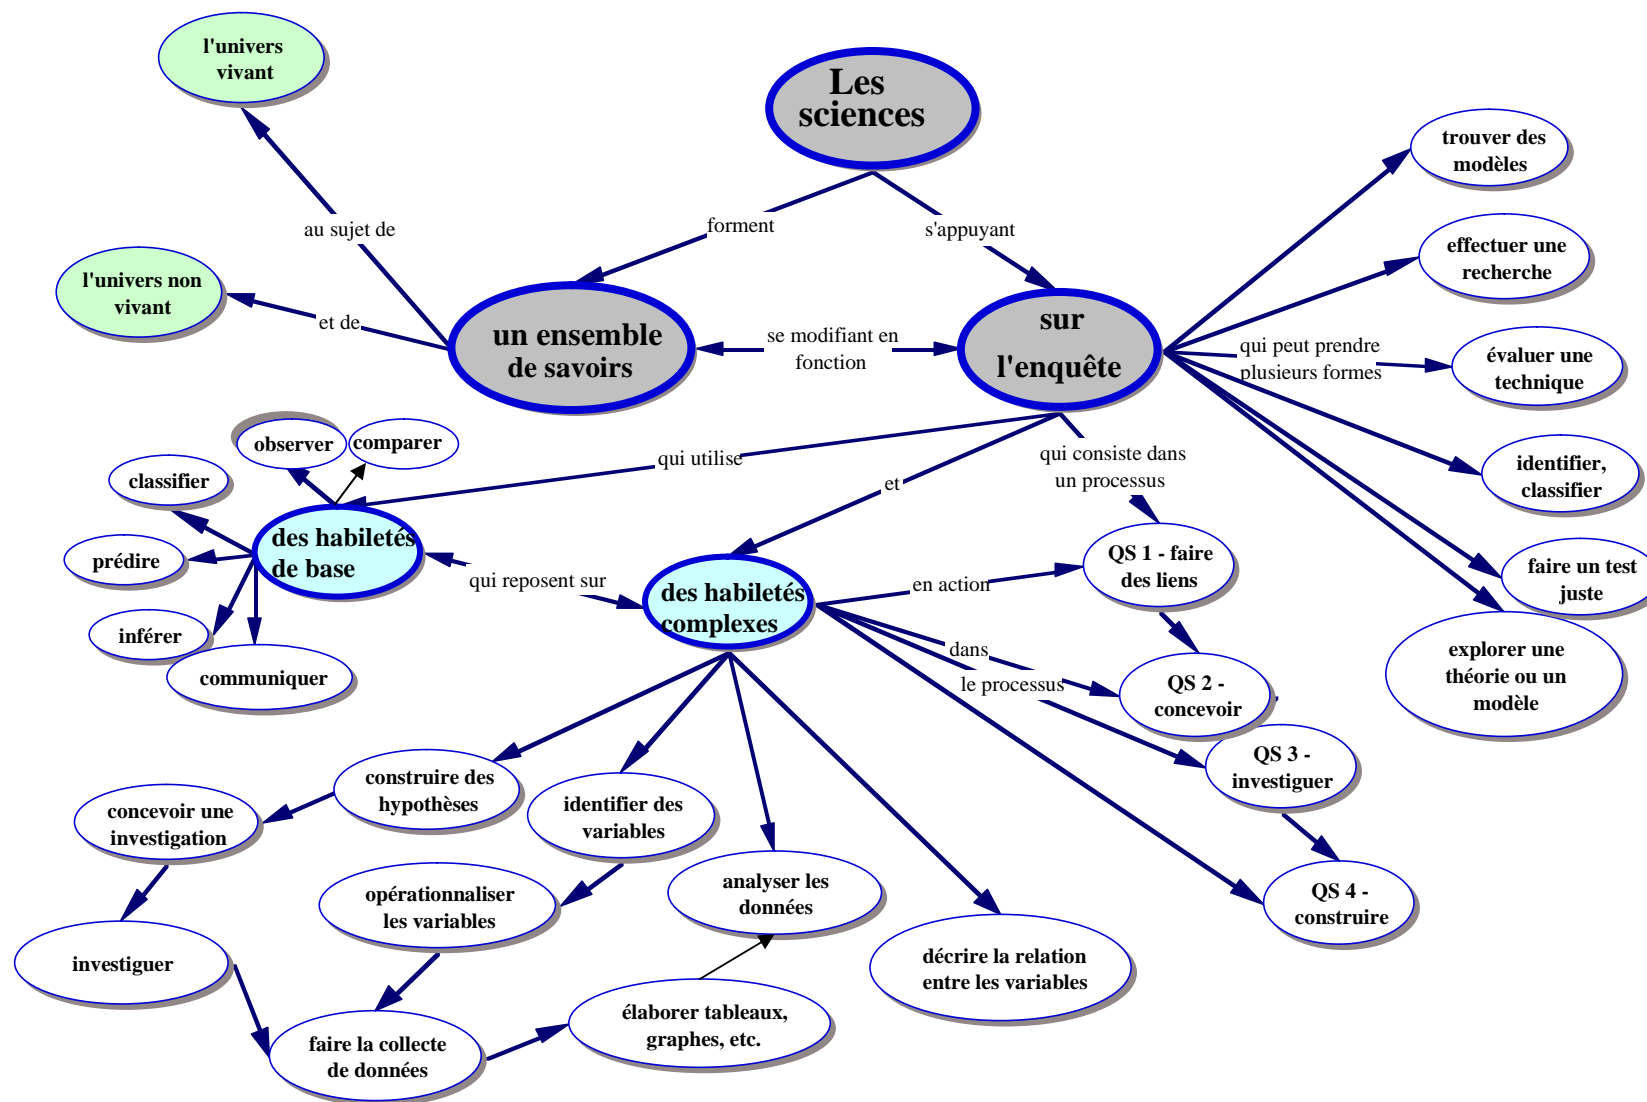 l'univers
vivant
Les
sciences
trouver des
modèles
au sujet de
forment
s'appuyant
effectuer une
recherche
l'univers non
vivant
et de
un ensemble
de savoirs
se modifiant en
fonction
sur
l'enquête
qui peut prendre
plusieurs formes
évaluer une
technique
observer
comparer
classifier
qui utilise
et
qui consiste dans
un processus
identifier,
classifier
prédire
des habiletés
de base
qui reposent sur
des habiletés
complexes
en action
QS 1 - faire
des liens
faire un test
juste
inférer
communiquer
dans
le processus
QS 2 -
concevoir
explorer une
théorie ou un
modèle
QS 3 -
investiguer
construire des
hypothèses
identifier des
variables
concevoir une
investigation
opérationnaliser
les variables
analyser les
données
QS 4 -
construire
investiguer
décrire la relation
entre les variables
faire la collecte
de données
élaborer tableaux,
graphes, etc.